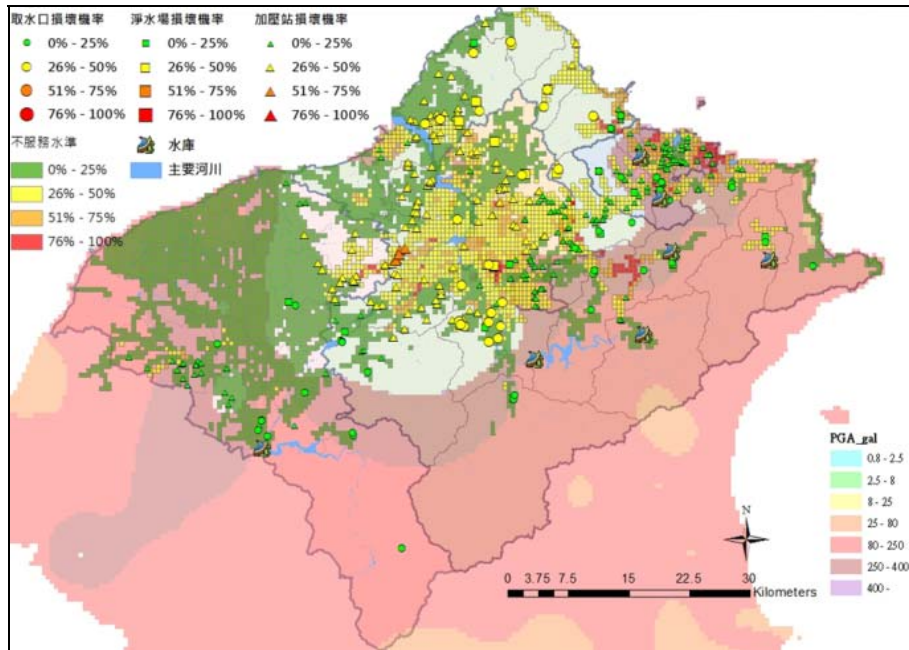 取水口損壞機率 淨水場損壞機率 加壓站損壞機率
0% - 25% 0% - 25% 0% - 25%
26% - 50% 26% - 50% 26% - 50%
51% - 75% 51% - 75% 51% - 75%
76% - 100% 76% - 100% 76% - 100%
不服務水準 水庫
0% - 25% 主要河川
26% - 50%
51% - 75%
76% - 100%
PGA_gal
0.8 - 2.5
2.5 - 8
8 - 25
25 - 80
80 - 250
250 - 400
400 -
N
0 3.75 7.5 15 22.5 30
Kilometers